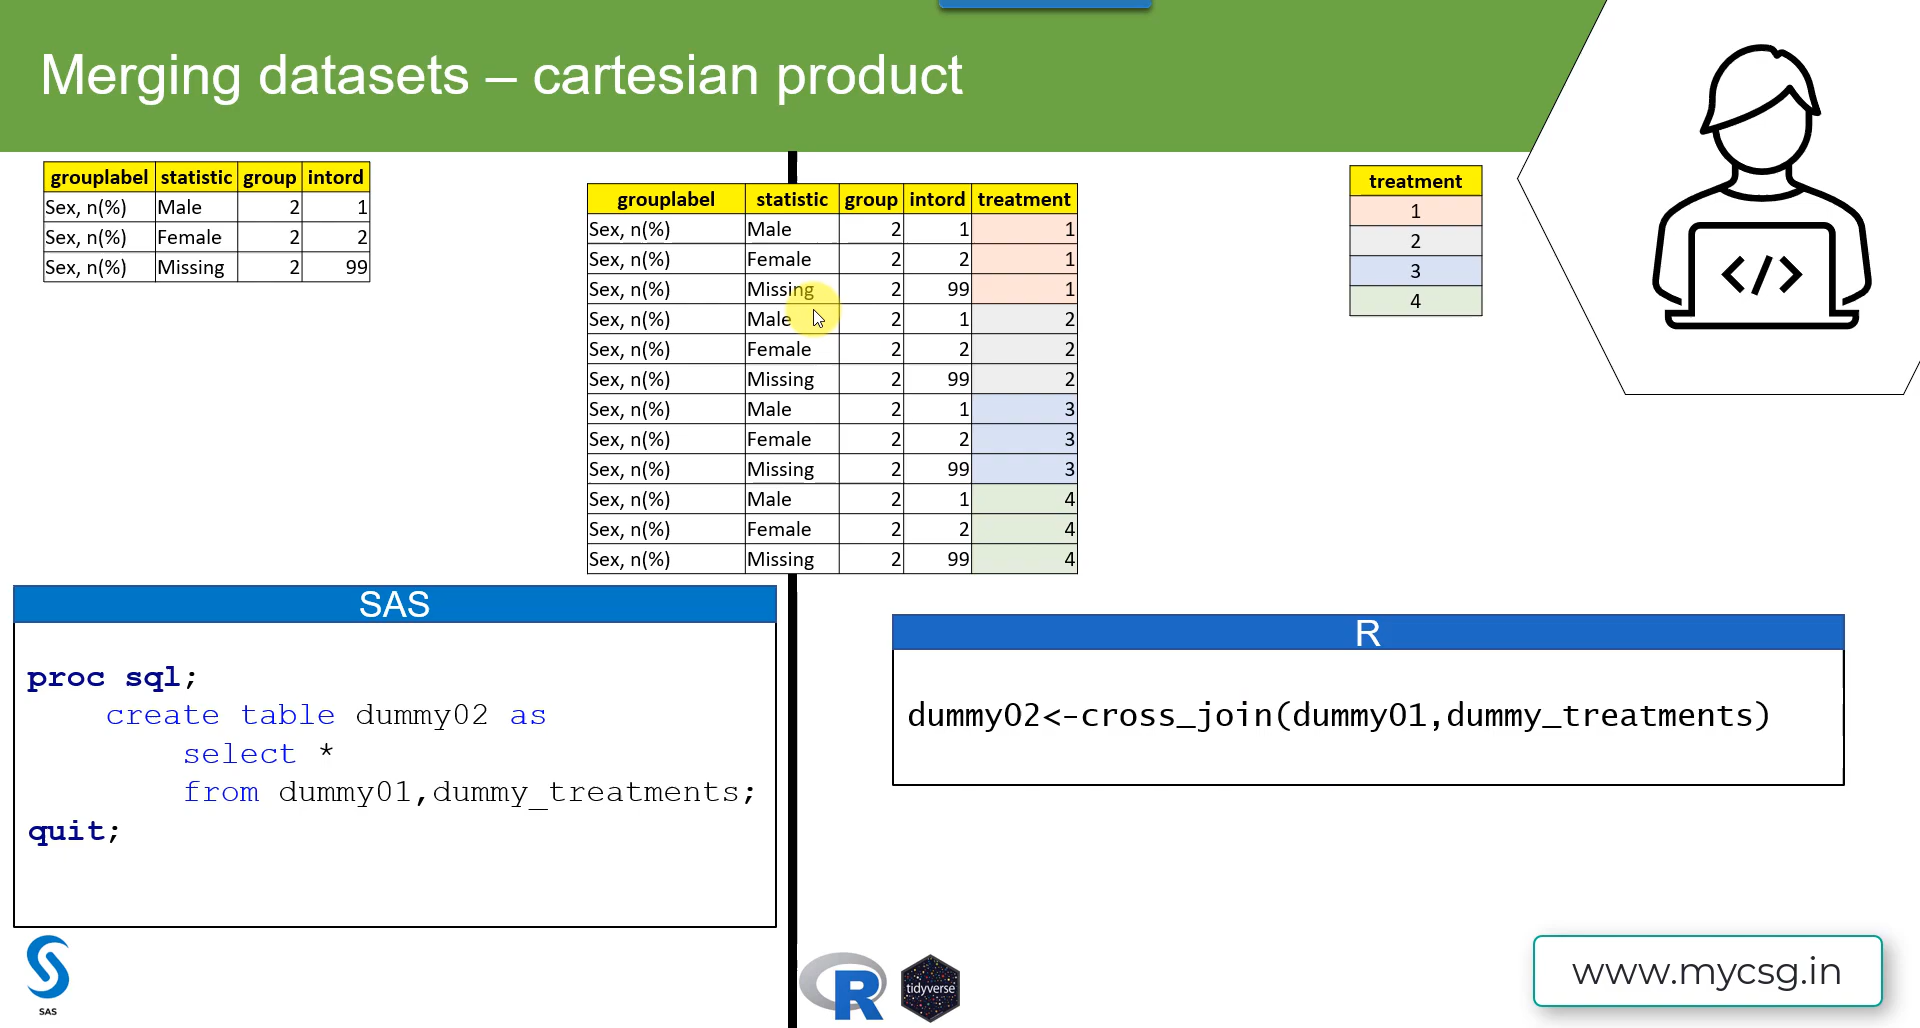 Merging datasets – cartesian product
grouplabel statistic group intord
Sex, n(%) Male 2 1
Sex, n(%) Female 2 2
Sex, n(%) Missing 2 99
grouplabel statistic group intord treatment
Sex, n(%) Male 2 1 1
Sex, n(%) Female 2 2 1
Sex, n(%) Missing 2 99 1
Sex, n(%) Male 2 1 2
Sex, n(%) Female 2 2 2
Sex, n(%) Missing 2 99 2
Sex, n(%) Male 2 1 3
Sex, n(%) Female 2 2 3
Sex, n(%) Missing 2 99 3
Sex, n(%) Male 2 1 4
Sex, n(%) Female 2 2 4
Sex, n(%) Missing 2 99 4
treatment
1
2
3
4
</>
SAS
proc sql;
create table dummy02 as
select *
from dummy01,dummy_treatments;
quit;
R
dummy02<-cross_join(dummy01,dummy_treatments)
SAS
R
tidyverse
www.mycsg.in